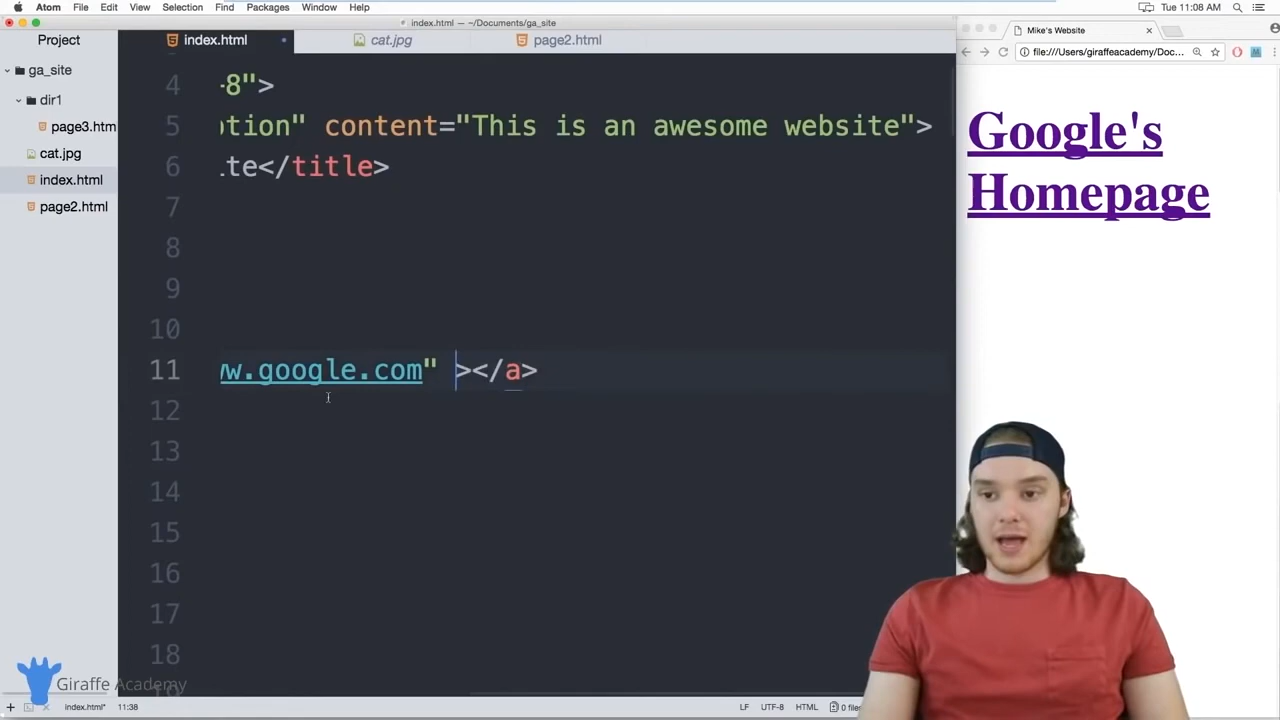 Atom File Edit View Selection Find Packages Window Help Tue 11:08 AM
index.html — ~/Documents/ga_site
Mike's Website
Project
index.html
cat.jpg
page2.html
file:///Users/giraffeacademy/Doc...
ga_site
dir1
page3.htm
cat.jpg
index.html
page2.html
4 -8">
5 ption" content="This is an awesome website">
6 .te</title>
7
8
9
10
11 ww.google.com" ></a>
12
13
14
15
16
17
18
Google's
Homepage
Giraffe Academy
index.html* 11:38 LF UTF-8 HTML 0 files